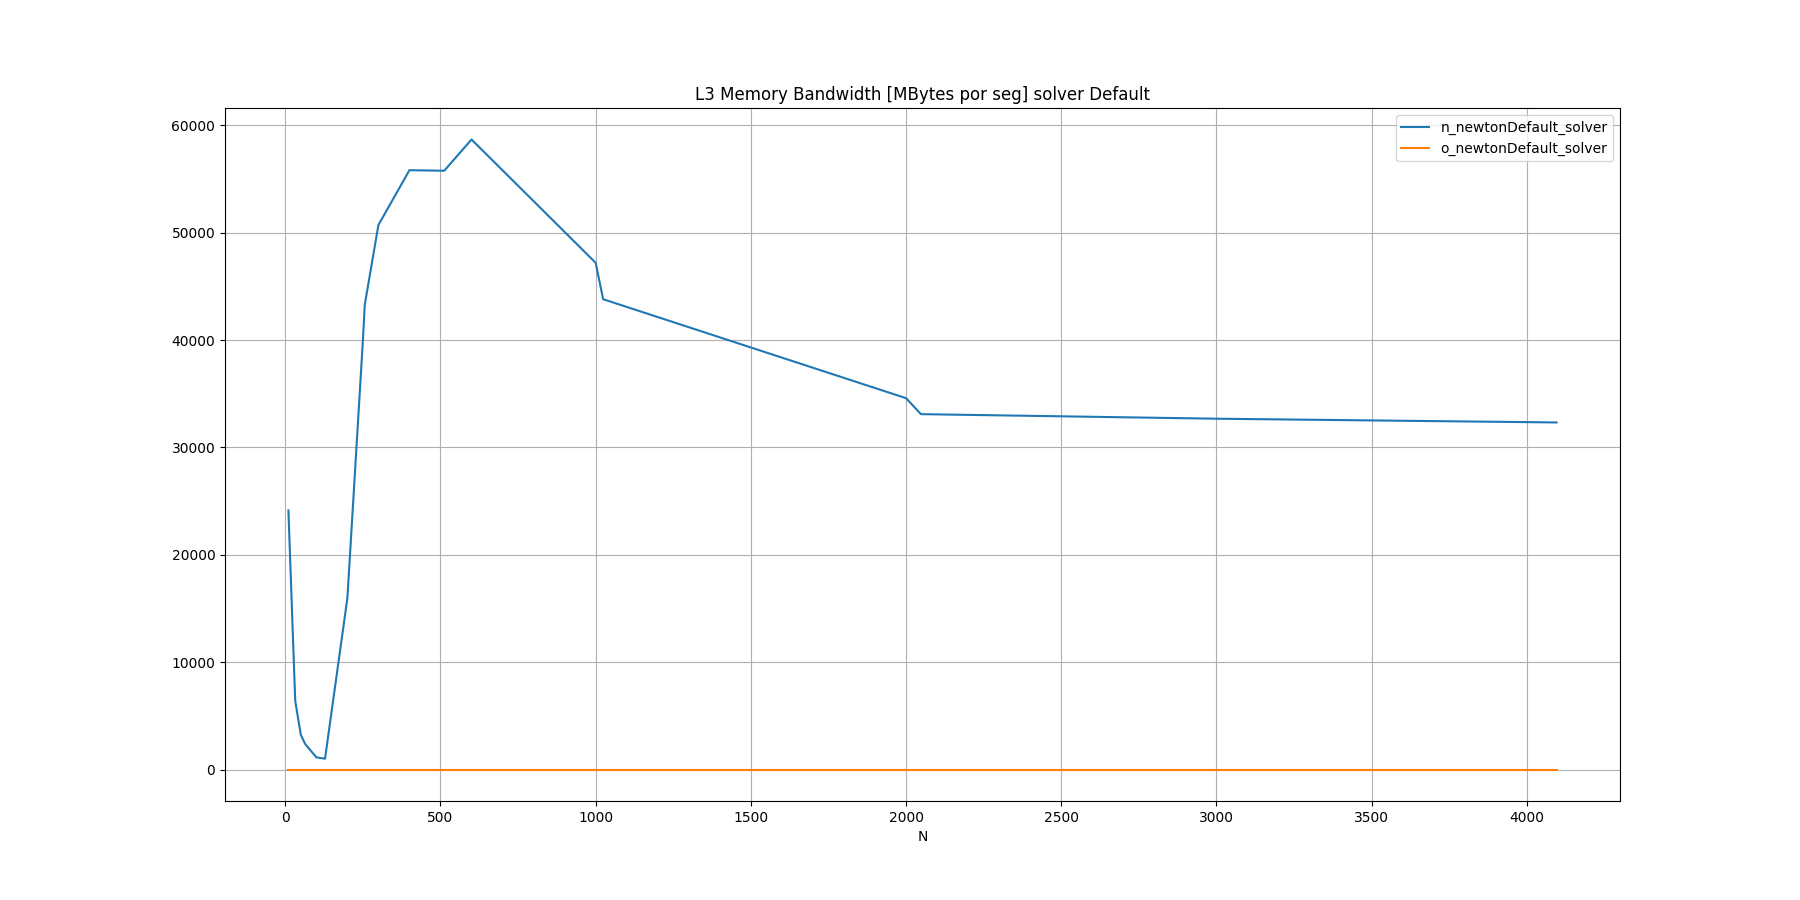 L3 Memory Bandwidth [MBytes por seg] solver Default
n_newtonDefault_solver
o_newtonDefault_solver
60000
50000
40000
30000
20000
10000
0
0 500 1000 1500 2000 2500 3000 3500 4000
N